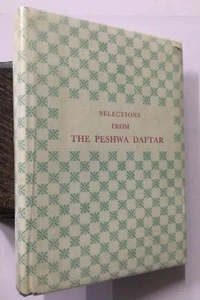 SELECTIONS
FROM
THE PESHWA DAFTAR